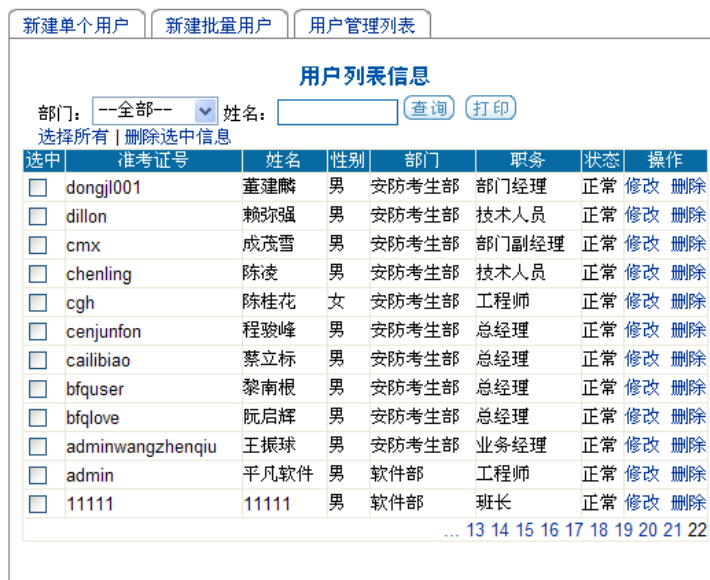 新建单个用户 新建批量用户 用户管理列表
用户列表信息
部门： --全部-- 姓名： 查询 打印
选择所有 | 删除选中信息
选中 准考证号 姓名 性别 部门 职务 状态 操作
dongjl001 董建麟 男 安防考生部 部门经理 正常 修改 删除
dillon 赖弥强 男 安防考生部 技术人员 正常 修改 删除
cmx 成茂雪 男 安防考生部 部门副经理 正常 修改 删除
chenling 陈凌 男 安防考生部 技术人员 正常 修改 删除
cgh 陈桂花 女 安防考生部 工程师 正常 修改 删除
cenjunfon 程骏峰 男 安防考生部 总经理 正常 修改 删除
cailibiao 蔡立标 男 安防考生部 总经理 正常 修改 删除
bfquser 黎南根 男 安防考生部 总经理 正常 修改 删除
bfqlove 阮启辉 男 安防考生部 总经理 正常 修改 删除
adminwangzhenqiu 王振球 男 安防考生部 业务经理 正常 修改 删除
admin 平凡软件 男 软件部 工程师 正常 修改 删除
11111 11111 男 软件部 班长 正常 修改 删除
... 13 14 15 16 17 18 19 20 21 22